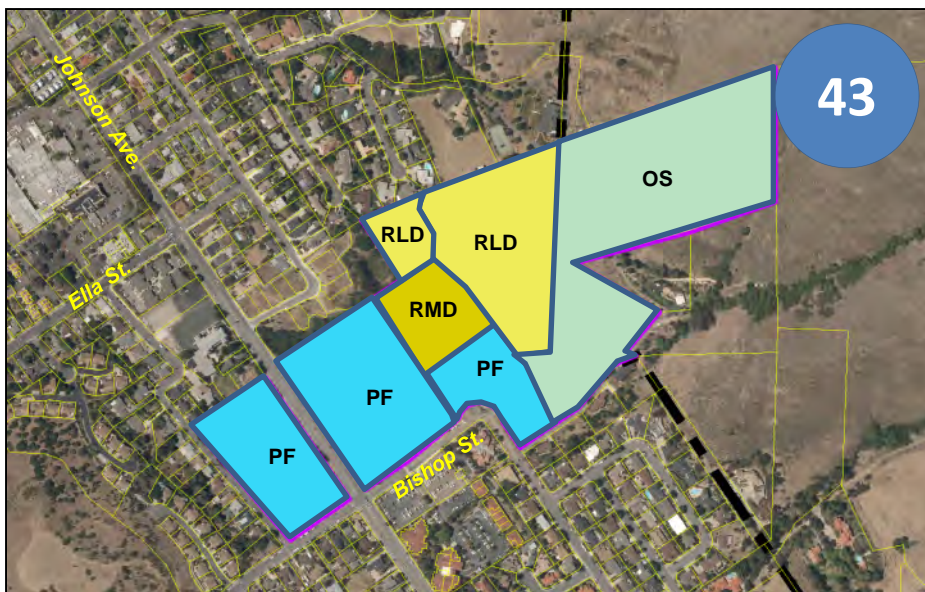 Johnson Ave.
43
OS
RLD
RLD
Ella St.
RMD
PF
PF
PF
Bishop St.